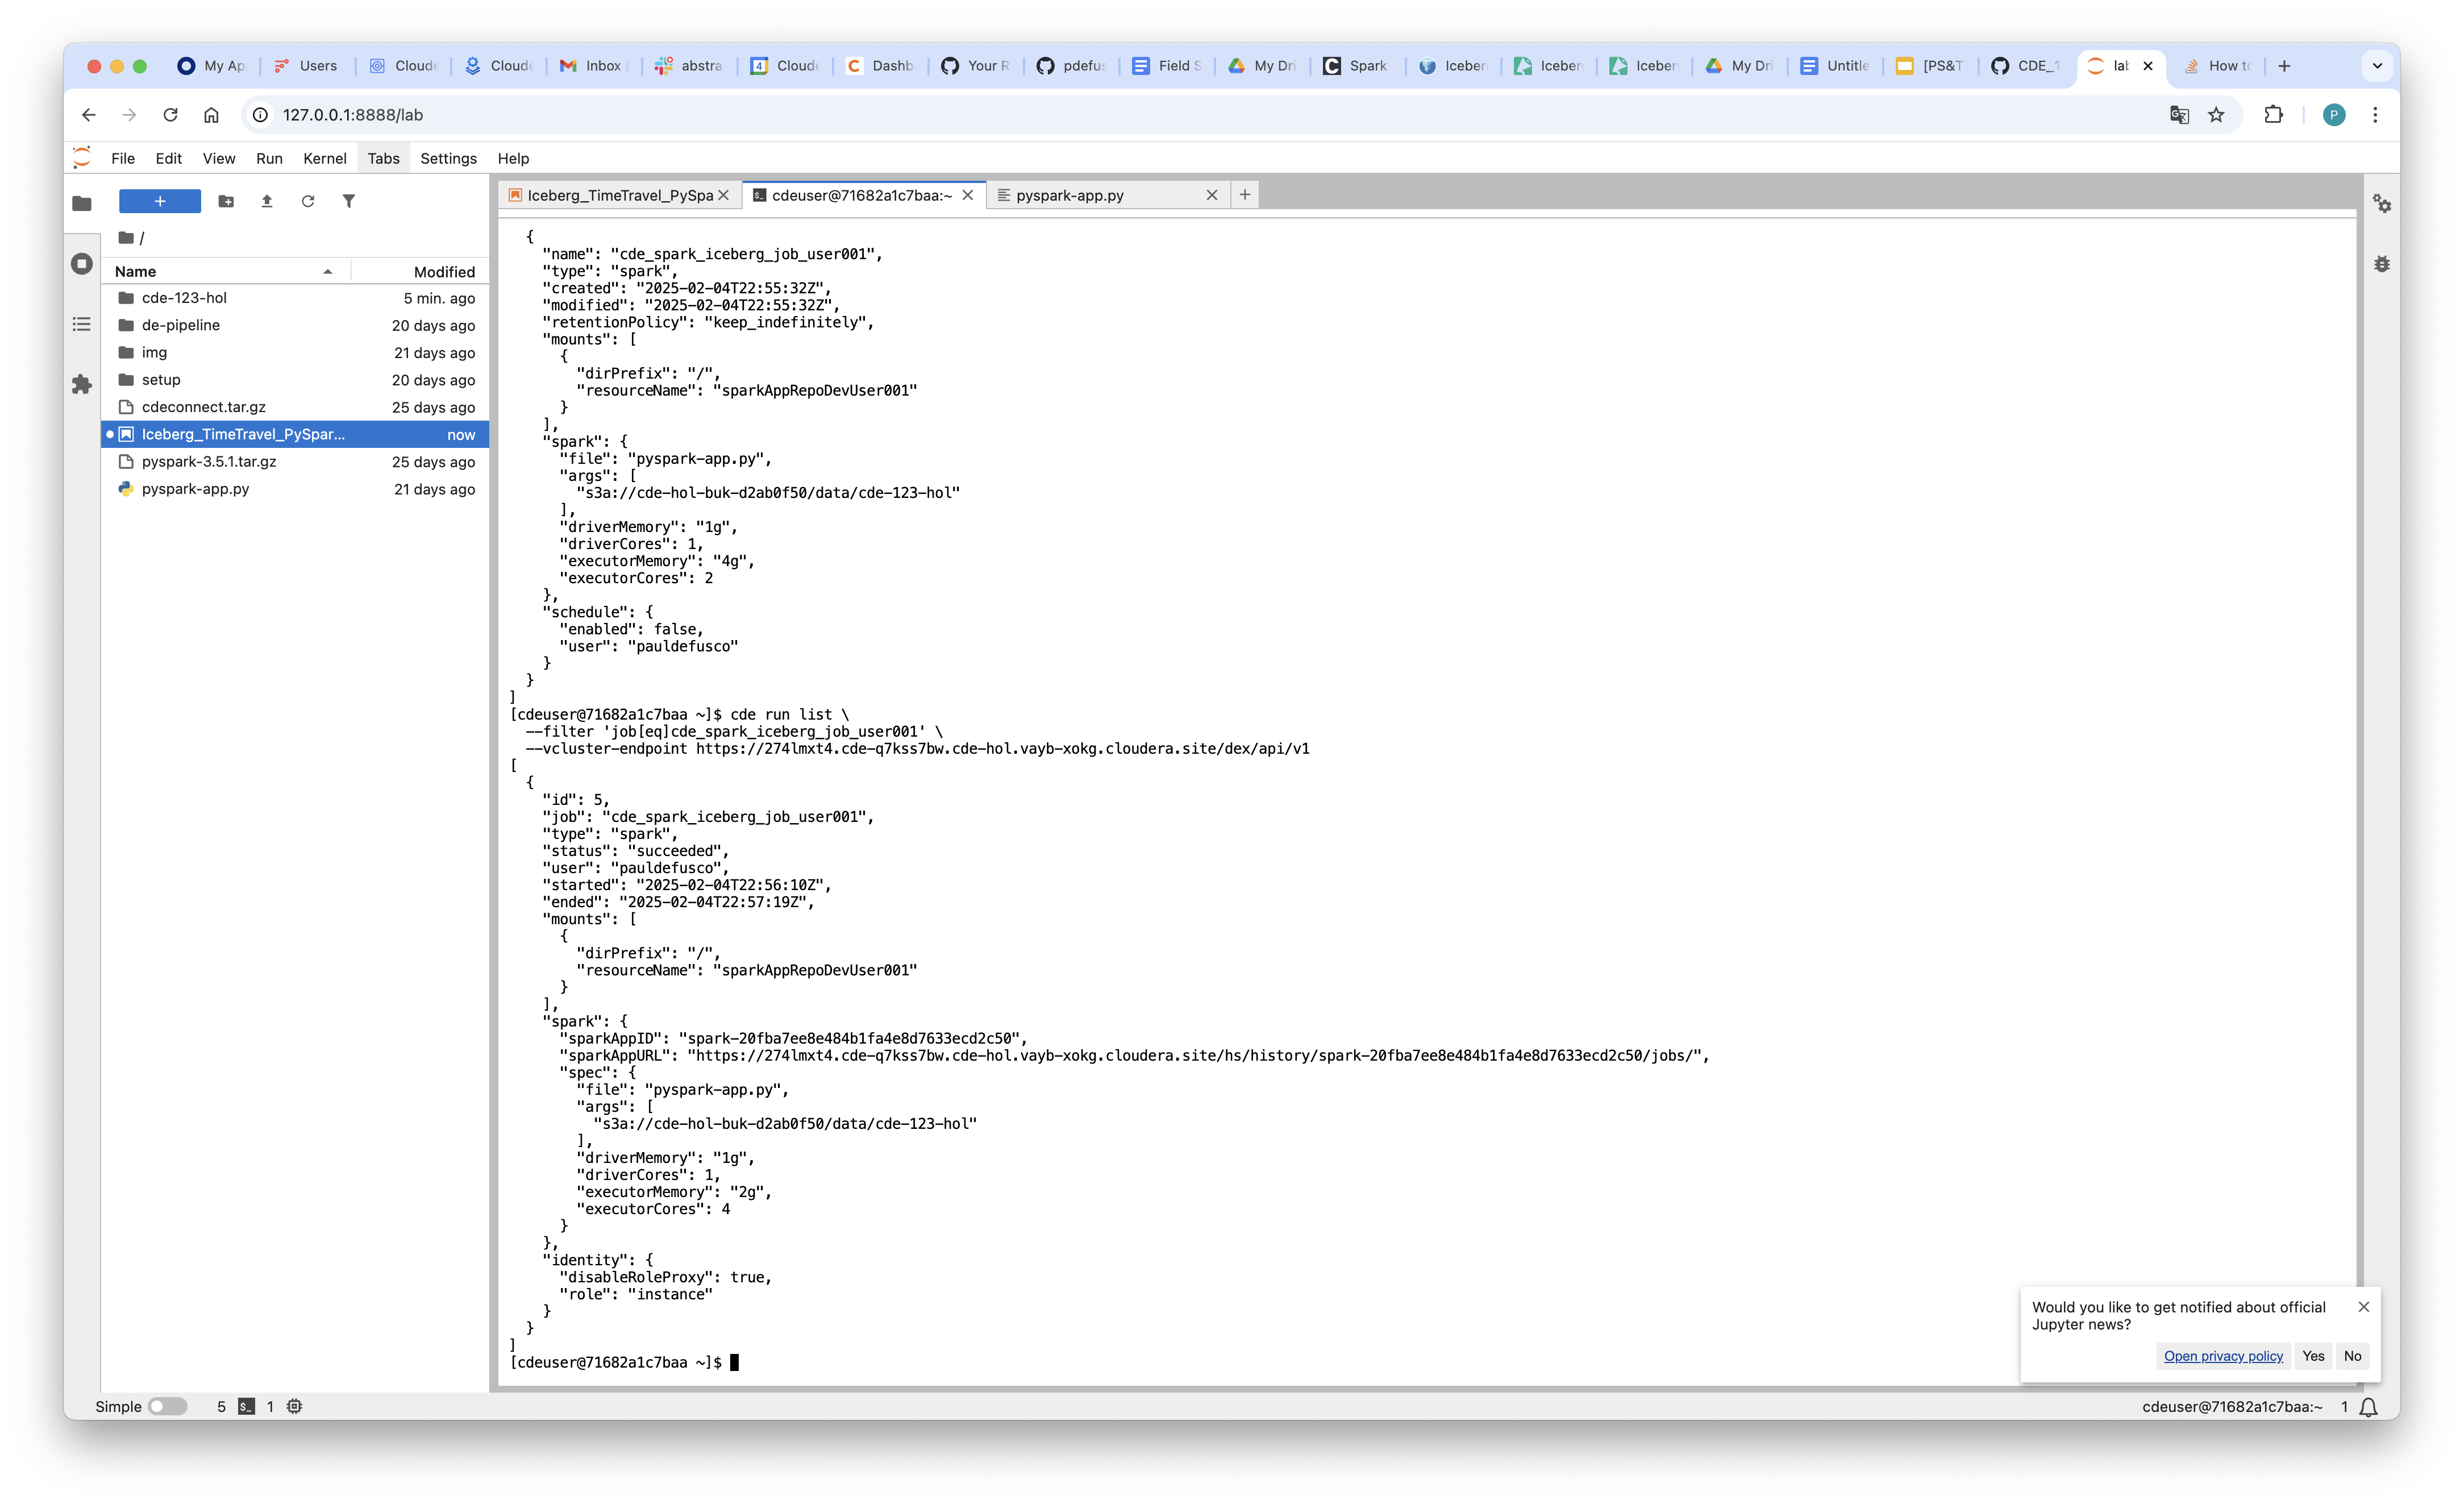 My Ap
Users
Cloude
Cloude
Inbox
abstra
Cloude
Dashb
Your R
pdefus
Field S
My Dri
Spark
Iceber
Iceber
Iceber
My Dri
Untitle
[PS&T
CDE_1
lab
How to
127.0.0.1:8888/lab
P
File Edit View Run Kernel Tabs Settings Help
Iceberg_TimeTravel_PySpa
cdeuser@71682a1c7baa:~
pyspark-app.py
/
Name Modified
cde-123-hol 5 min. ago
de-pipeline 20 days ago
img 21 days ago
setup 20 days ago
cdeconnect.tar.gz 25 days ago
Iceberg_TimeTravel_PySpar... now
pyspark-3.5.1.tar.gz 25 days ago
pyspark-app.py 21 days ago
{
"name": "cde_spark_iceberg_job_user001",
"type": "spark",
"created": "2025-02-04T22:55:32Z",
"modified": "2025-02-04T22:55:32Z",
"retentionPolicy": "keep_indefinitely",
"mounts": [
{
"dirPrefix": "/",
"resourceName": "sparkAppRepoDevUser001"
}
],
"spark": {
"file": "pyspark-app.py",
"args": [
"s3a://cde-hol-buk-d2ab0f50/data/cde-123-hol"
],
"driverMemory": "1g",
"driverCores": 1,
"executorMemory": "4g",
"executorCores": 2
},
"schedule": {
"enabled": false,
"user": "pauldefusco"
}
}
]
[cdeuser@71682a1c7baa ~]$ cde run list \
--filter 'job[eq]cde_spark_iceberg_job_user001' \
--vcluster-endpoint https://274lmxt4.cde-q7kss7bw.cde-hol.vayb-xokg.cloudera.site/dex/api/v1
[
{
"id": 5,
"job": "cde_spark_iceberg_job_user001",
"type": "spark",
"status": "succeeded",
"user": "pauldefusco",
"started": "2025-02-04T22:56:10Z",
"ended": "2025-02-04T22:57:19Z",
"mounts": [
{
"dirPrefix": "/",
"resourceName": "sparkAppRepoDevUser001"
}
],
"spark": {
"sparkAppID": "spark-20fba7ee8e484b1fa4e8d7633ecd2c50",
"sparkAppURL": "https://274lmxt4.cde-q7kss7bw.cde-hol.vayb-xokg.cloudera.site/hs/history/spark-20fba7ee8e484b1fa4e8d7633ecd2c50/jobs/",
"spec": {
"file": "pyspark-app.py",
"args": [
"s3a://cde-hol-buk-d2ab0f50/data/cde-123-hol"
],
"driverMemory": "1g",
"driverCores": 1,
"executorMemory": "2g",
"executorCores": 4
}
},
"identity": {
"disableRoleProxy": true,
"role": "instance"
}
}
]
[cdeuser@71682a1c7baa ~]$
Would you like to get notified about official
Jupyter news?
Open privacy policy Yes No
Simple 5 1
cdeuser@71682a1c7baa:~ 1